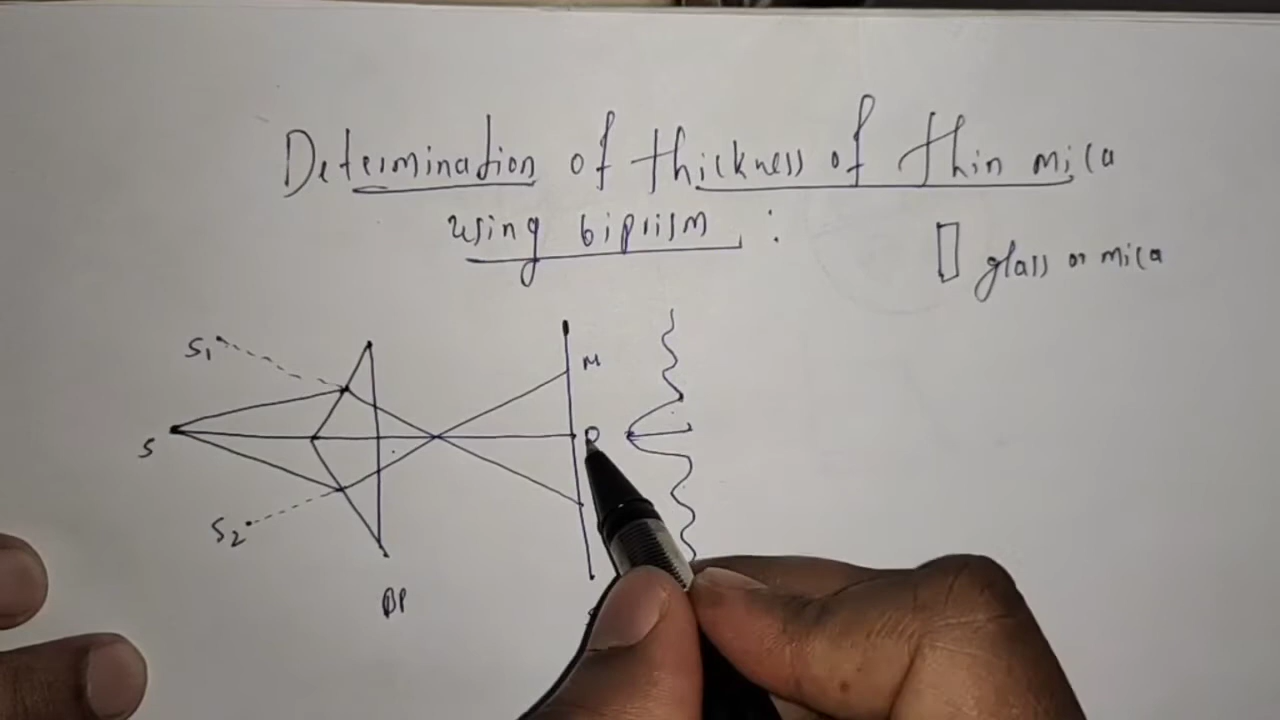 Determination of thickness of thin mica
using biprism :
glass or mica
S₁
M
S
P
S₂
BP